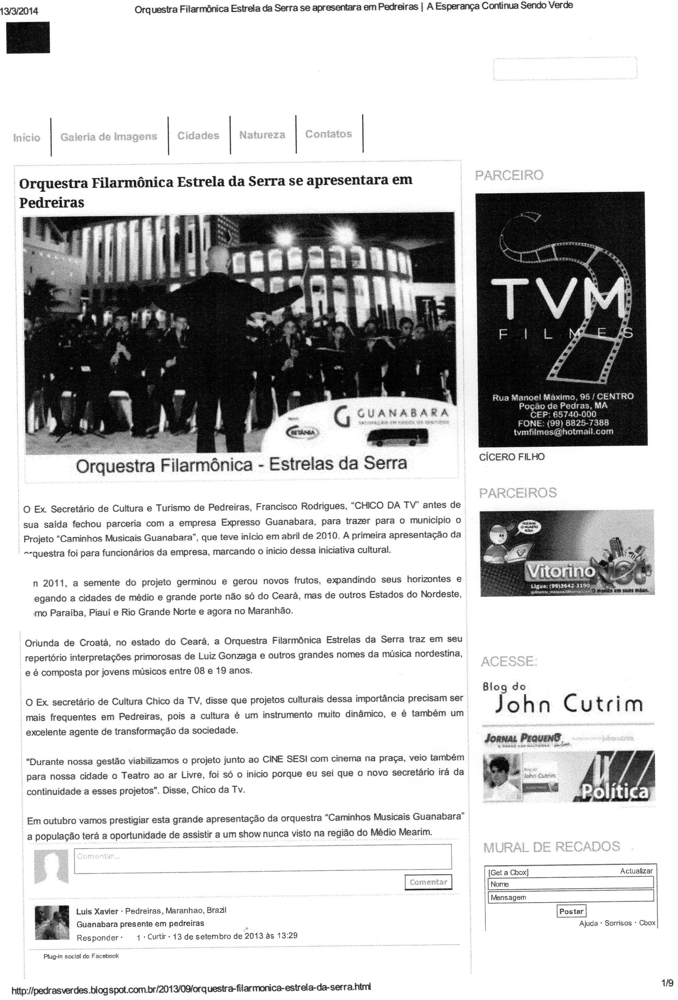 13/3/2014
Orquestra Filarmônica Estrela da Serra se apresentara em Pedreiras | A Esperança Continua Sendo Verde
Início
Galeria de Imagens
Cidades
Natureza
Contatos
Orquestra Filarmônica Estrela da Serra se apresentara em
Pedreiras
GUANABARA
SATISFAÇÃO EM TODOS OS SENTIDOS
Orquestra Filarmônica - Estrelas da Serra
O Ex. Secretário de Cultura e Turismo de Pedreiras, Francisco Rodrigues, “CHICO DA TV” antes de
sua saída fechou parceria com a empresa Expresso Guanabara, para trazer para o município o
Projeto “Caminhos Musicais Guanabara”, que teve início em abril de 2010. A primeira apresentação da
orquestra foi para funcionários da empresa, marcando o inicio dessa iniciativa cultural.
n 2011, a semente do projeto germinou e gerou novos frutos, expandindo seus horizontes e
egando a cidades de médio e grande porte não só do Ceará, mas de outros Estados do Nordeste,
mo Paraíba, Piauí e Rio Grande Norte e agora no Maranhão.
Oriunda de Croatá, no estado do Ceará, a Orquestra Filarmônica Estrelas da Serra traz em seu
repertório interpretações primorosas de Luiz Gonzaga e outros grandes nomes da música nordestina,
e é composta por jovens músicos entre 08 e 19 anos.
O Ex. secretário de Cultura Chico da TV, disse que projetos culturais dessa importância precisam ser
mais frequentes em Pedreiras, pois a cultura é um instrumento muito dinâmico, e é também um
excelente agente de transformação da sociedade.
"Durante nossa gestão viabilizamos o projeto junto ao CINE SESI com cinema na praça, veio também
para nossa cidade o Teatro ao ar Livre, foi só o inicio porque eu sei que o novo secretário irá da
continuidade a esses projetos". Disse, Chico da Tv.
Em outubro vamos prestigiar esta grande apresentação da orquestra “Caminhos Musicais Guanabara”
a população terá a oportunidade de assistir a um show nunca visto na região do Médio Mearim.
Comentar...
Comentar
Luis Xavier · Pedreiras, Maranhao, Brazil
Guanabara presente em pedreiras
Responder · 1 · Curtir · 13 de setembro de 2013 às 13:29
Plug-in social do Facebook
PARCEIRO
TVM
FILMES
Rua Manoel Máximo, 95 / CENTRO
Poção de Pedras, MA
CEP: 65740-000
FONE: (99) 8825-7388
tvmfilmes@hotmail.com
CÍCERO FILHO
PARCEIROS
Vitorino
Ligue: (99)3642-3100
O mundo em suas mãos.
ACESSE:
Blog do
John Cutrim
JORNAL PEQUENO
John Cutrim
Política
MURAL DE RECADOS
[Get a Cbox]
Actualizar
Nome
Mensagem
Postar
Ajuda · Sorrisos · Cbox
http://pedrasverdes.blogspot.com.br/2013/09/orquestra-filarmonica-estrela-da-serra.html
1/9